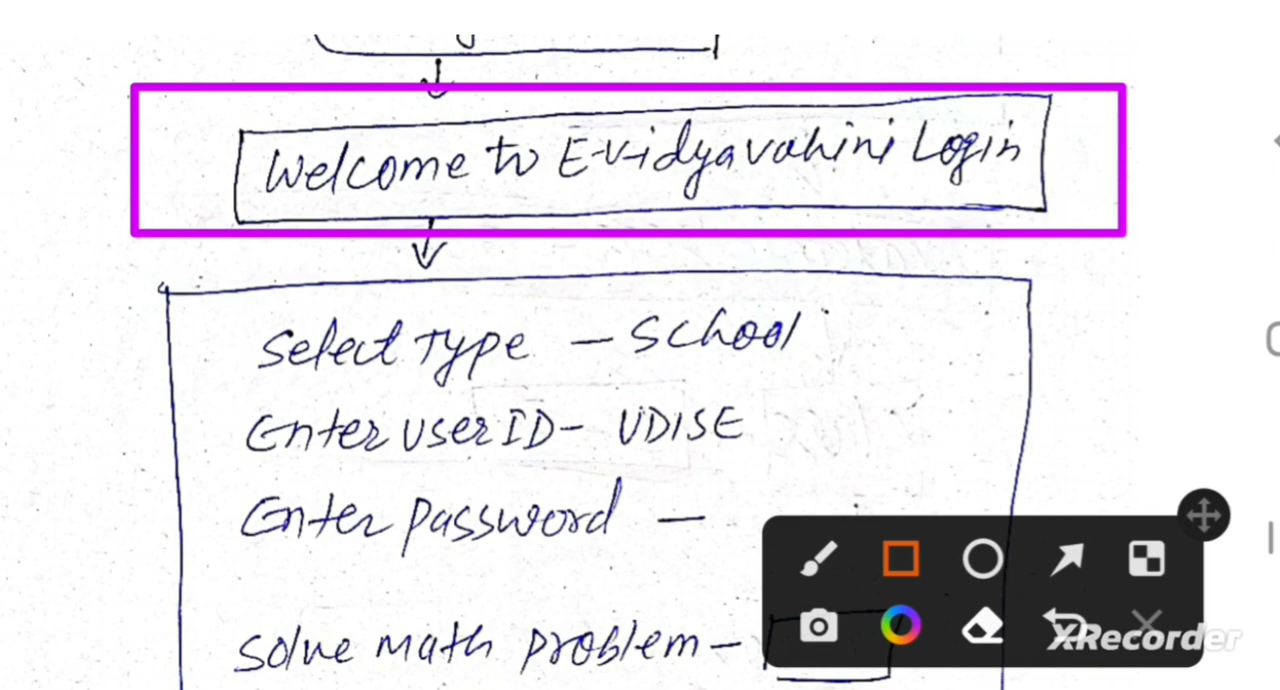 Welcome to E-vidyavahini Login
Select Type — School
Enter user ID - UDISE
Enter password —
solve math problem -
XRecorder